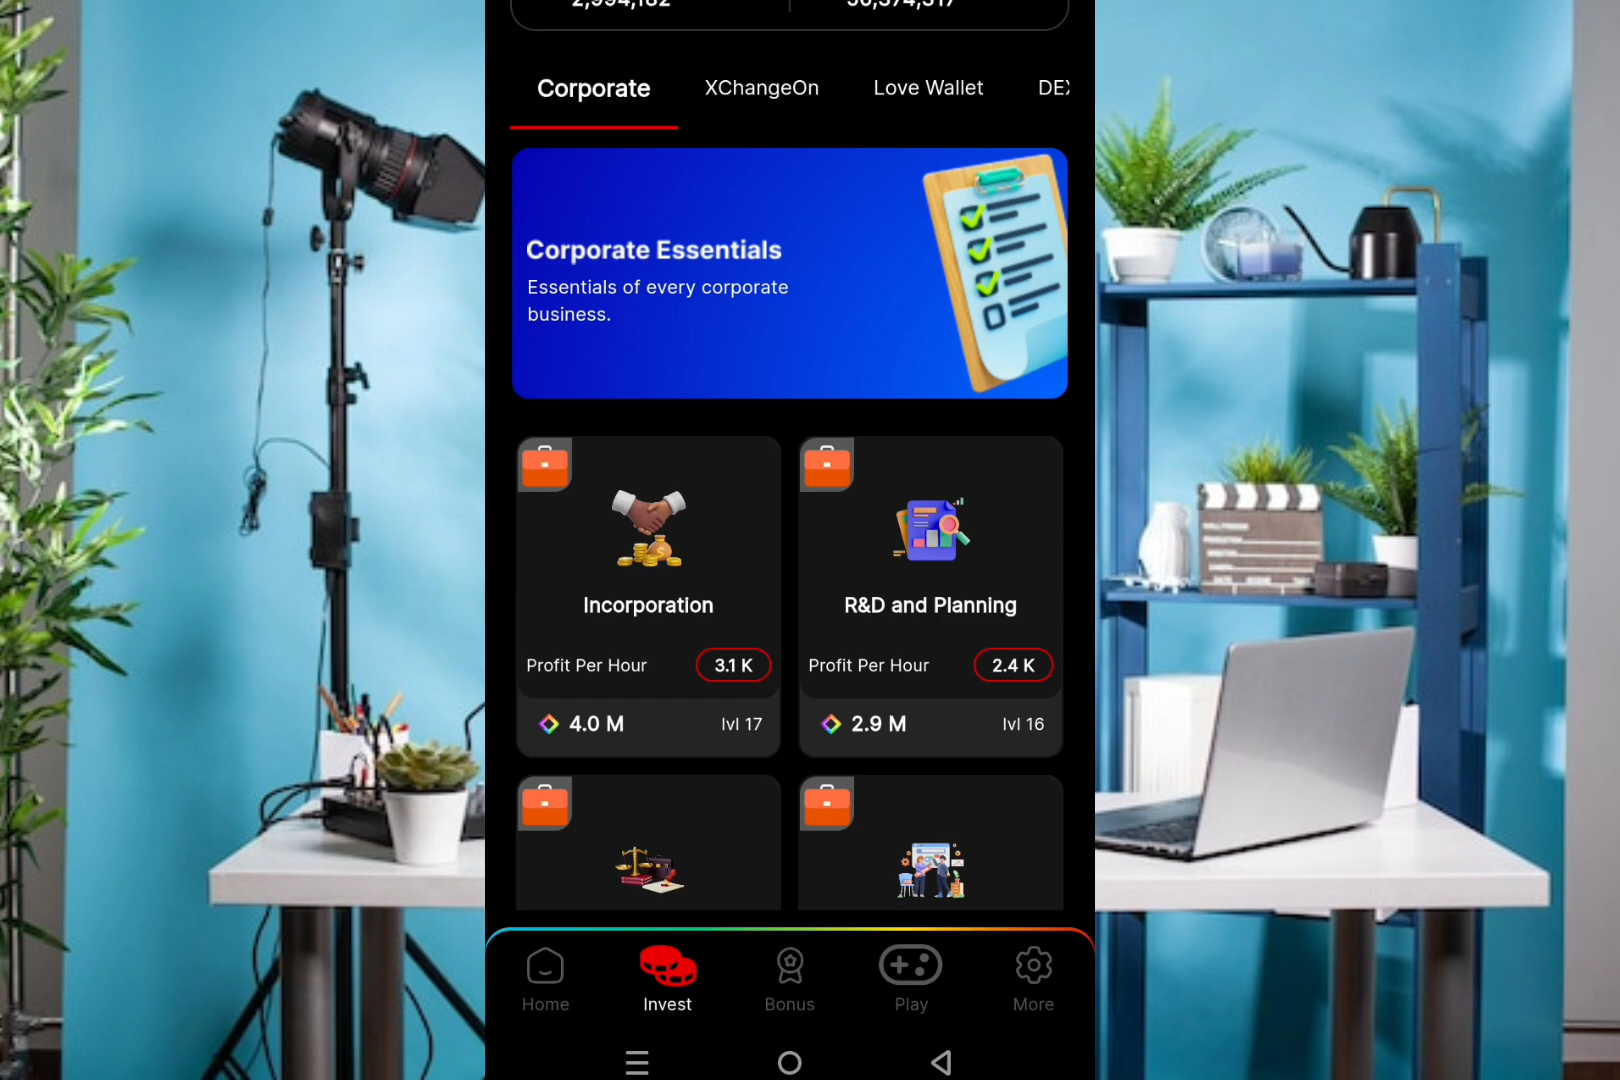 Corporate XChangeOn Love Wallet DEX
Corporate Essentials
Essentials of every corporate
business.
Incorporation
Profit Per Hour 3.1 K
4.0 M lvl 17
R&D and Planning
Profit Per Hour 2.4 K
2.9 M lvl 16
Home Invest Bonus Play More